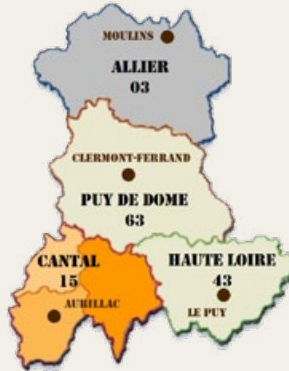 MOULINS
ALLIER
03
CLERMONT-FERRAND
PUY DE DOME
63
CANTAL
15
AURILLAC
HAUTE LOIRE
43
LE PUY